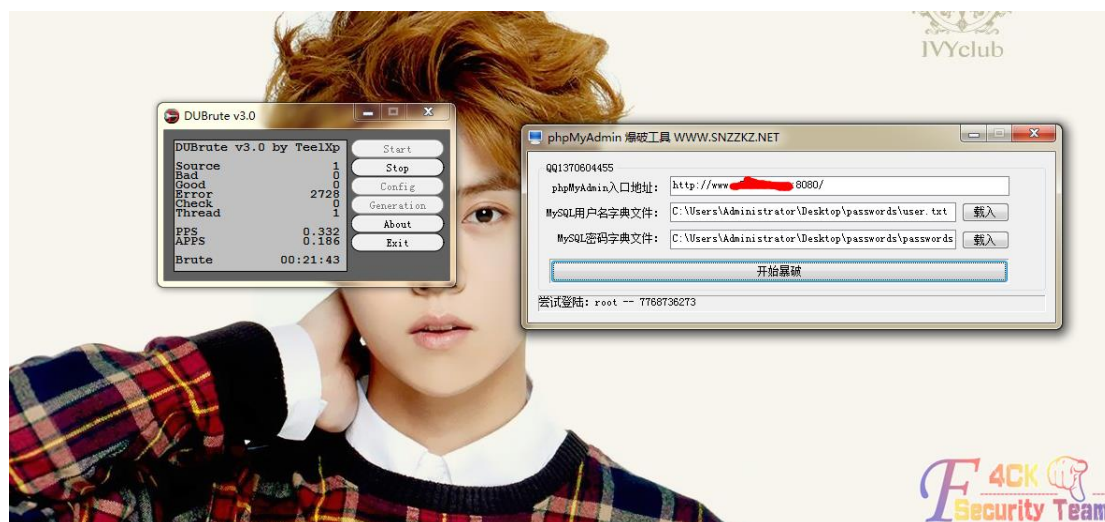 IVYclub
DUBrute v3.0
DUBrute v3.0 by TeelXp
Source 1
Bad 0
Good 0
Error 2728
Check 0
Thread 1
PPS 0.332
APPS 0.186
Brute 00:21:43
Start
Stop
Config
Generation
About
Exit
phpMyAdmin 爆破工具 WWW.SNZZKZ.NET
QQ1370604455
phpMyAdmin入口地址: http://www :8080/
MySQL用户名字典文件: C:\Users\Administrator\Desktop\passwords\user.txt 载入
MySQL密码字典文件: C:\Users\Administrator\Desktop\passwords\passwords 载入
开始暴破
尝试登陆: root -- 7768736273
F4CK
Security Team